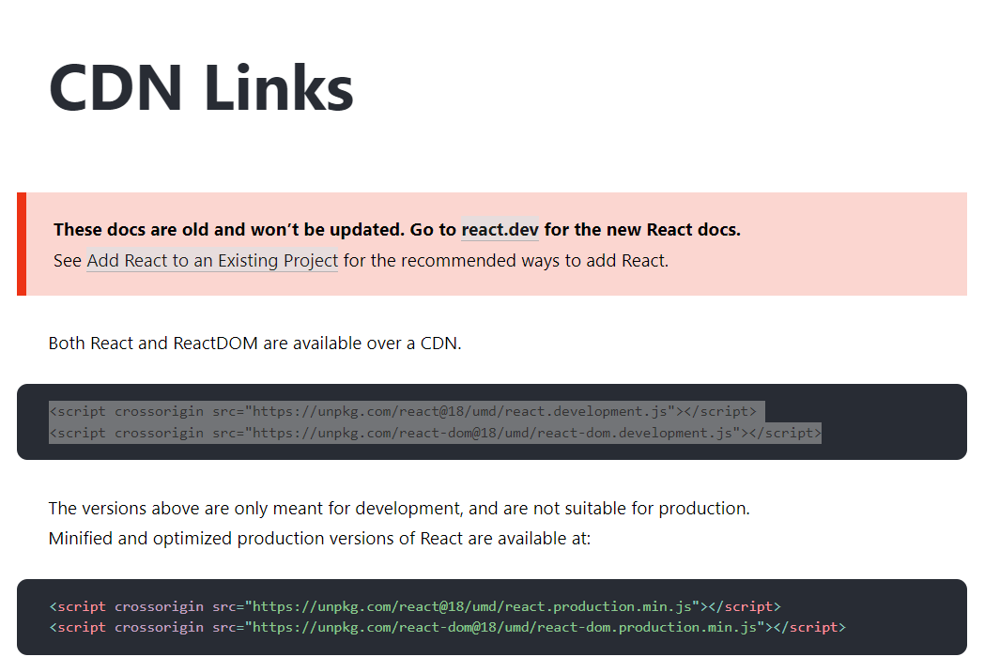 CDN Links
These docs are old and won’t be updated. Go to react.dev for the new React docs.
See Add React to an Existing Project for the recommended ways to add React.
Both React and ReactDOM are available over a CDN.
<script crossorigin src="https://unpkg.com/react@18/umd/react.development.js"></script>
<script crossorigin src="https://unpkg.com/react-dom@18/umd/react-dom.development.js"></script>
The versions above are only meant for development, and are not suitable for production.
Minified and optimized production versions of React are available at:
<script crossorigin src="https://unpkg.com/react@18/umd/react.production.min.js"></script>
<script crossorigin src="https://unpkg.com/react-dom@18/umd/react-dom.production.min.js"></script>